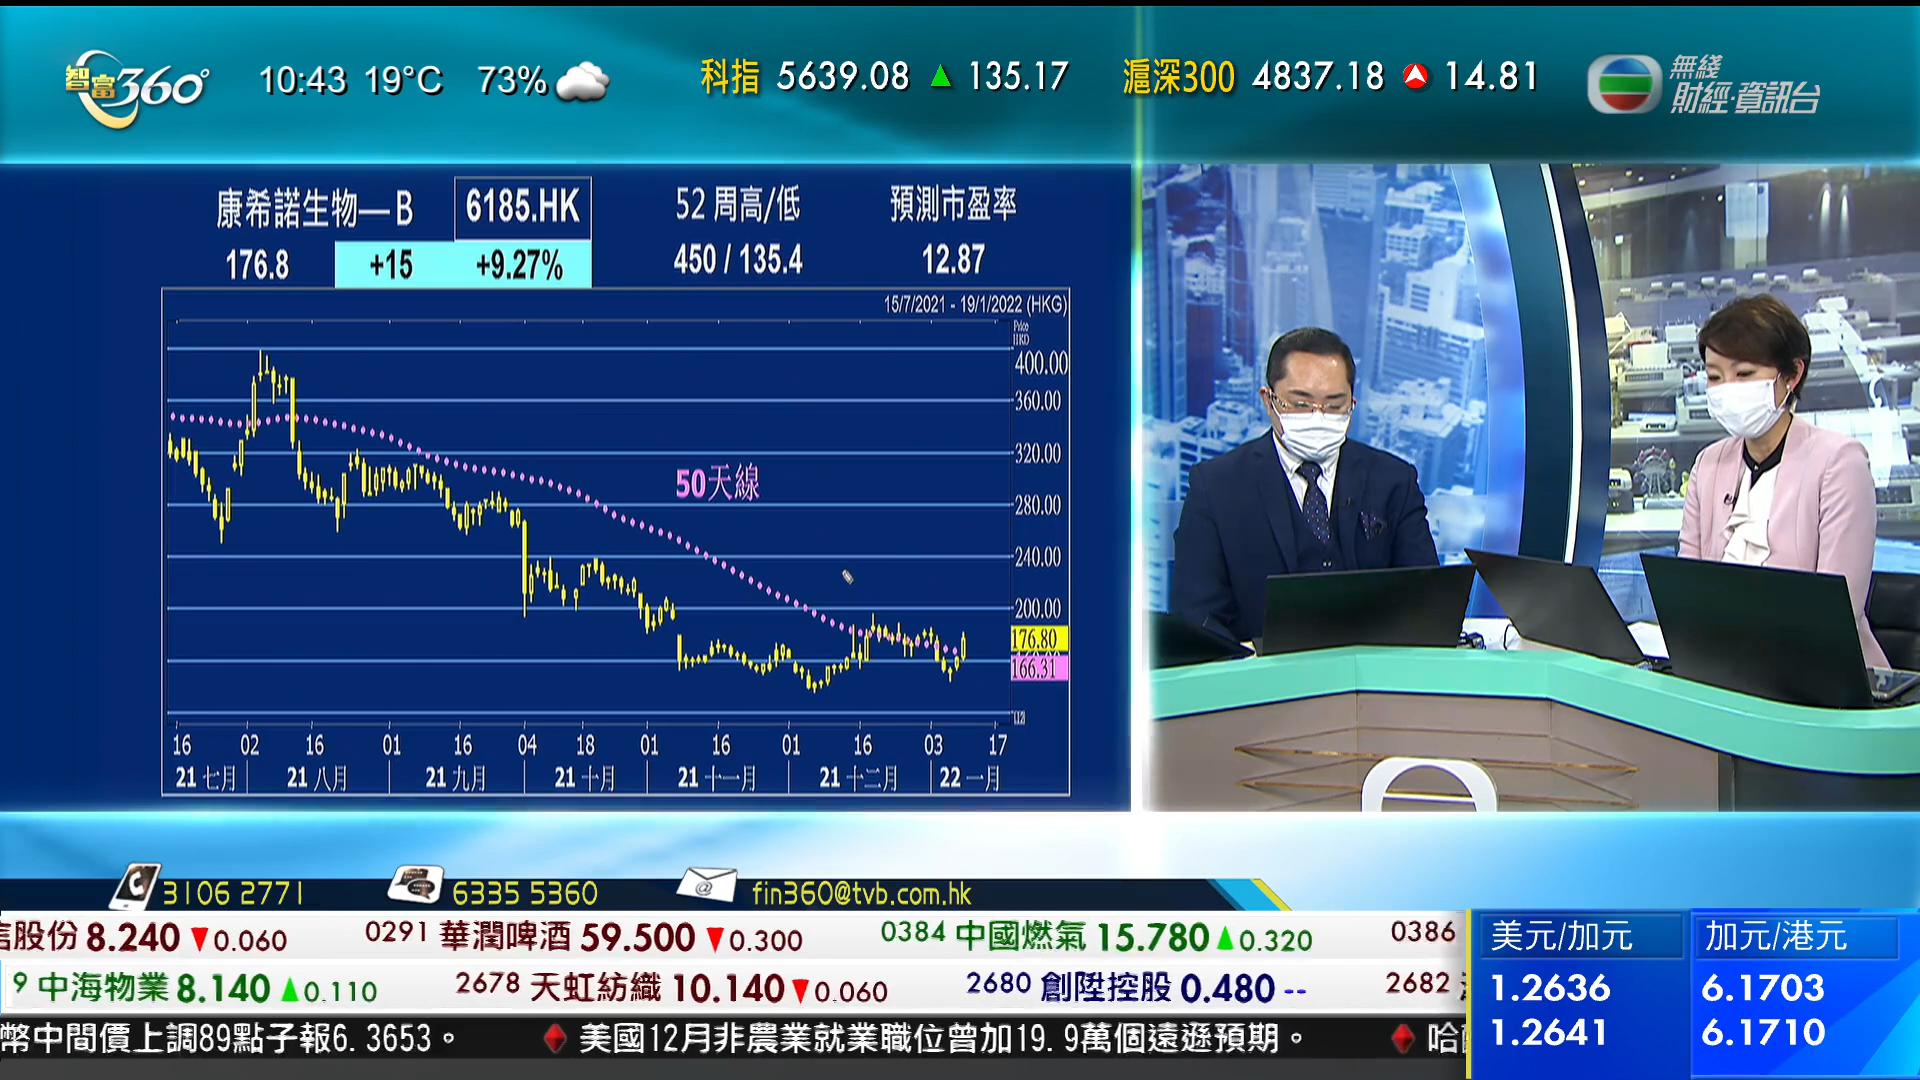 智富360°
10:43 19°C 73%
科指 5639.08 ▲ 135.17
滬深300 4837.18 14.81
無綫
財經·資訊台
康希諾生物—B 6185.HK 52 周高/低 預測市盈率
176.8 +15 +9.27% 450 / 135.4 12.87
15/7/2021 - 19/1/2022 (HKG)
Price
HKD
400.00
360.00
320.00
50天線
280.00
240.00
200.00
176.80
166.31
16 02 16 01 16 04 18 01 16 01 16 03 17
21 七月 21 八月 21 九月 21 十月 21 十一月 21 十二月 22 一月
3106 2771 6335 5360 fin360@tvb.com.hk
股份 8.240 ▼0.060 0291 華潤啤酒 59.500 ▼0.300 0384 中國燃氣 15.780 ▲0.320 0386
9 中海物業 8.140 ▲0.110 2678 天虹紡織 10.140 ▼0.060 2680 創陞控股 0.480 -- 2682
幣中間價上調89點子報6.3653。 美國12月非農業就業職位曾加19.9萬個遠遜預期。 哈
美元/加元 加元/港元
1.2636 6.1703
1.2641 6.1710